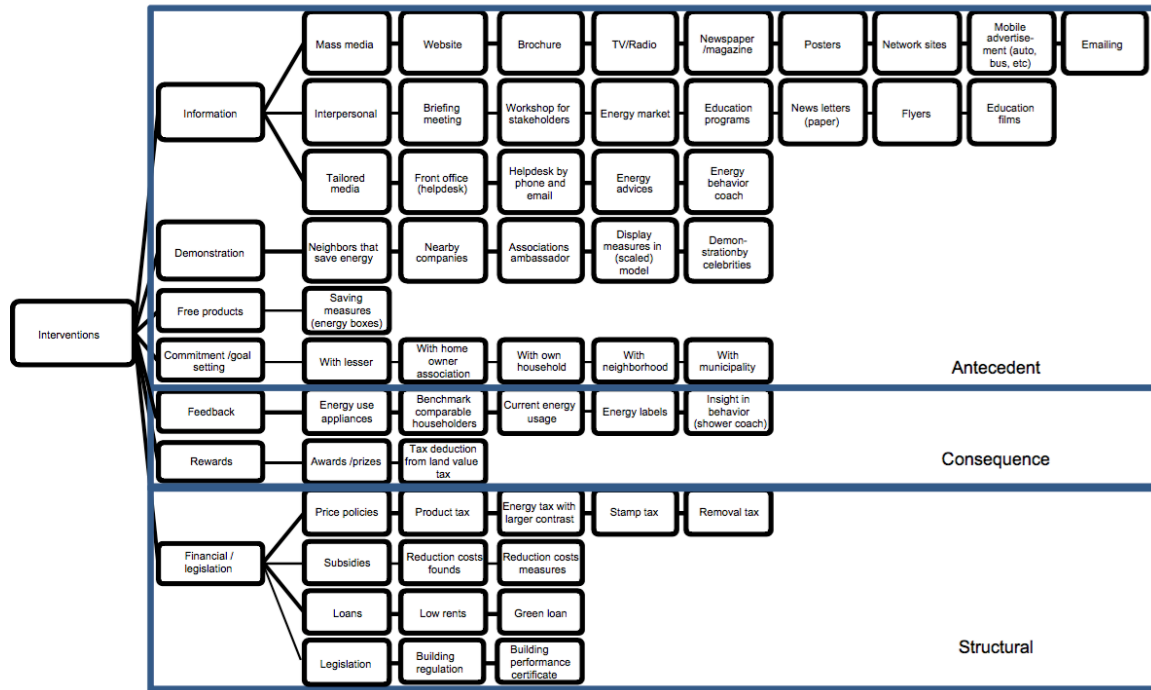 Mass media
Website
Brochure
TV/Radio
Newspaper
/magazine
Posters
Network sites
Mobile
advertise-
ment (auto,
bus, etc)
Emailing
Information
Interpersonal
Briefing
meeting
Workshop for
stakeholders
Energy market
Education
programs
News letters
(paper)
Flyers
Education
films
Tailored
media
Front office
(helpdesk)
Helpdesk by
phone and
email
Energy
advices
Energy
behavior
coach
Demonstration
Neighbors that
save energy
Nearby
companies
Associations
ambassador
Display
measures in
(scaled)
model
Demon-
strationby
celebrities
Interventions
Free products
Saving
measures
(energy boxes)
Commitment /goal
setting
With lesser
With home
owner
association
With own
household
With
neighborhood
With
municipality
Antecedent
Feedback
Energy use
appliances
Benchmark
comparable
householders
Current energy
usage
Energy labels
Insight in
behavior
(shower coach)
Rewards
Awards /prizes
Tax deduction
from land value
tax
Consequence
Financial /
legislation
Price policies
Product tax
Energy tax with
larger contrast
Stamp tax
Removal tax
Subsidies
Reduction costs
founds
Reduction costs
measures
Loans
Low rents
Green loan
Legislation
Building
regulation
Building
performance
certificate
Structural